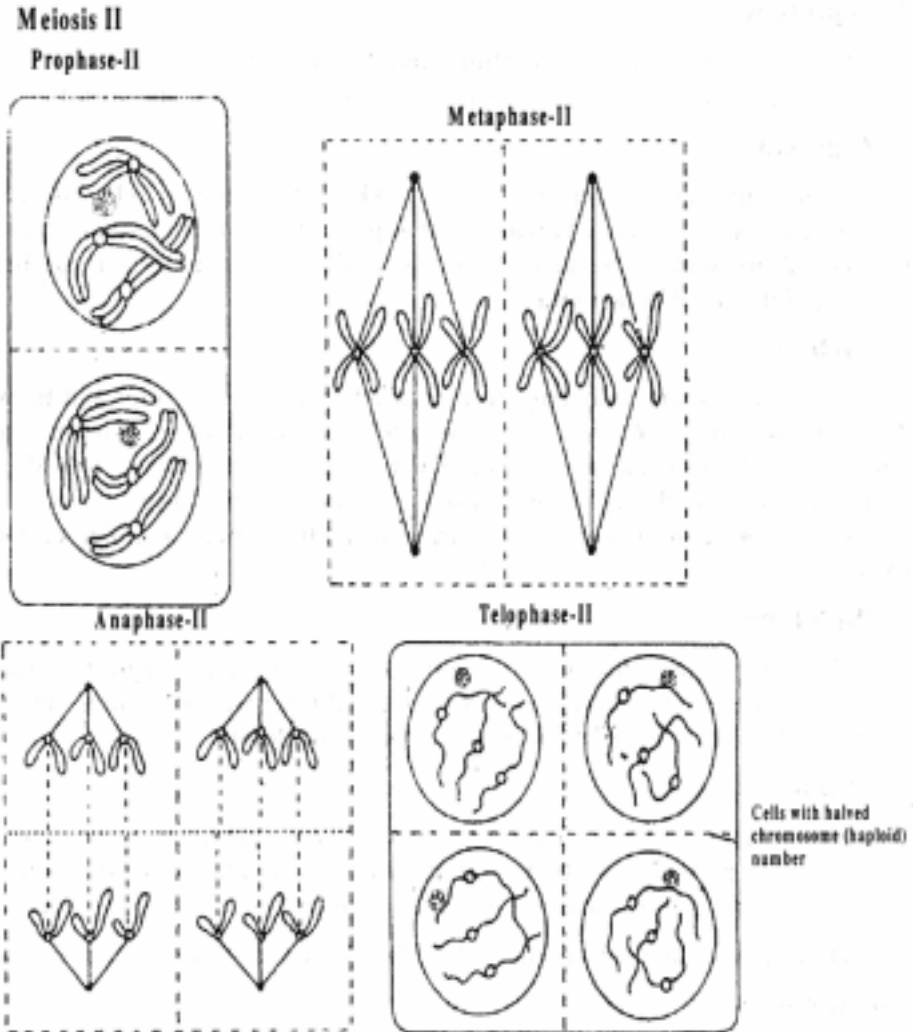 Meiosis II
Prophase-II
Metaphase-II
Anaphase-II
Telophase-II
Cells with halved
chromosome (haploid)
number